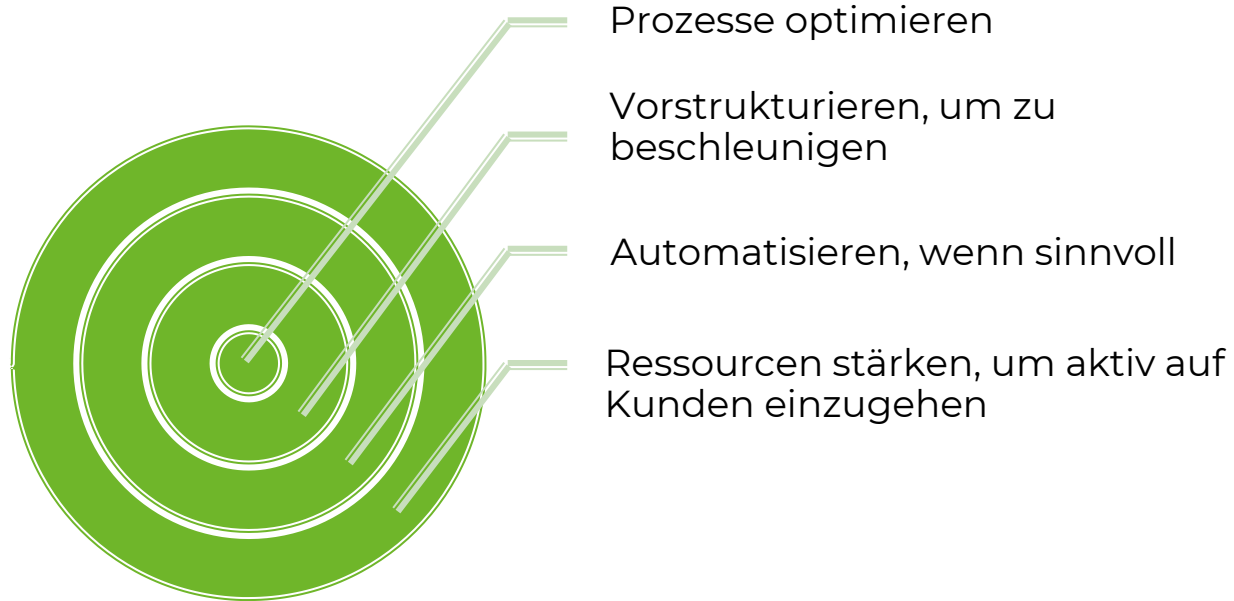 Prozesse optimieren
Vorstrukturieren, um zu
beschleunigen
Automatisieren, wenn sinnvoll
Ressourcen stärken, um aktiv auf
Kunden einzugehen